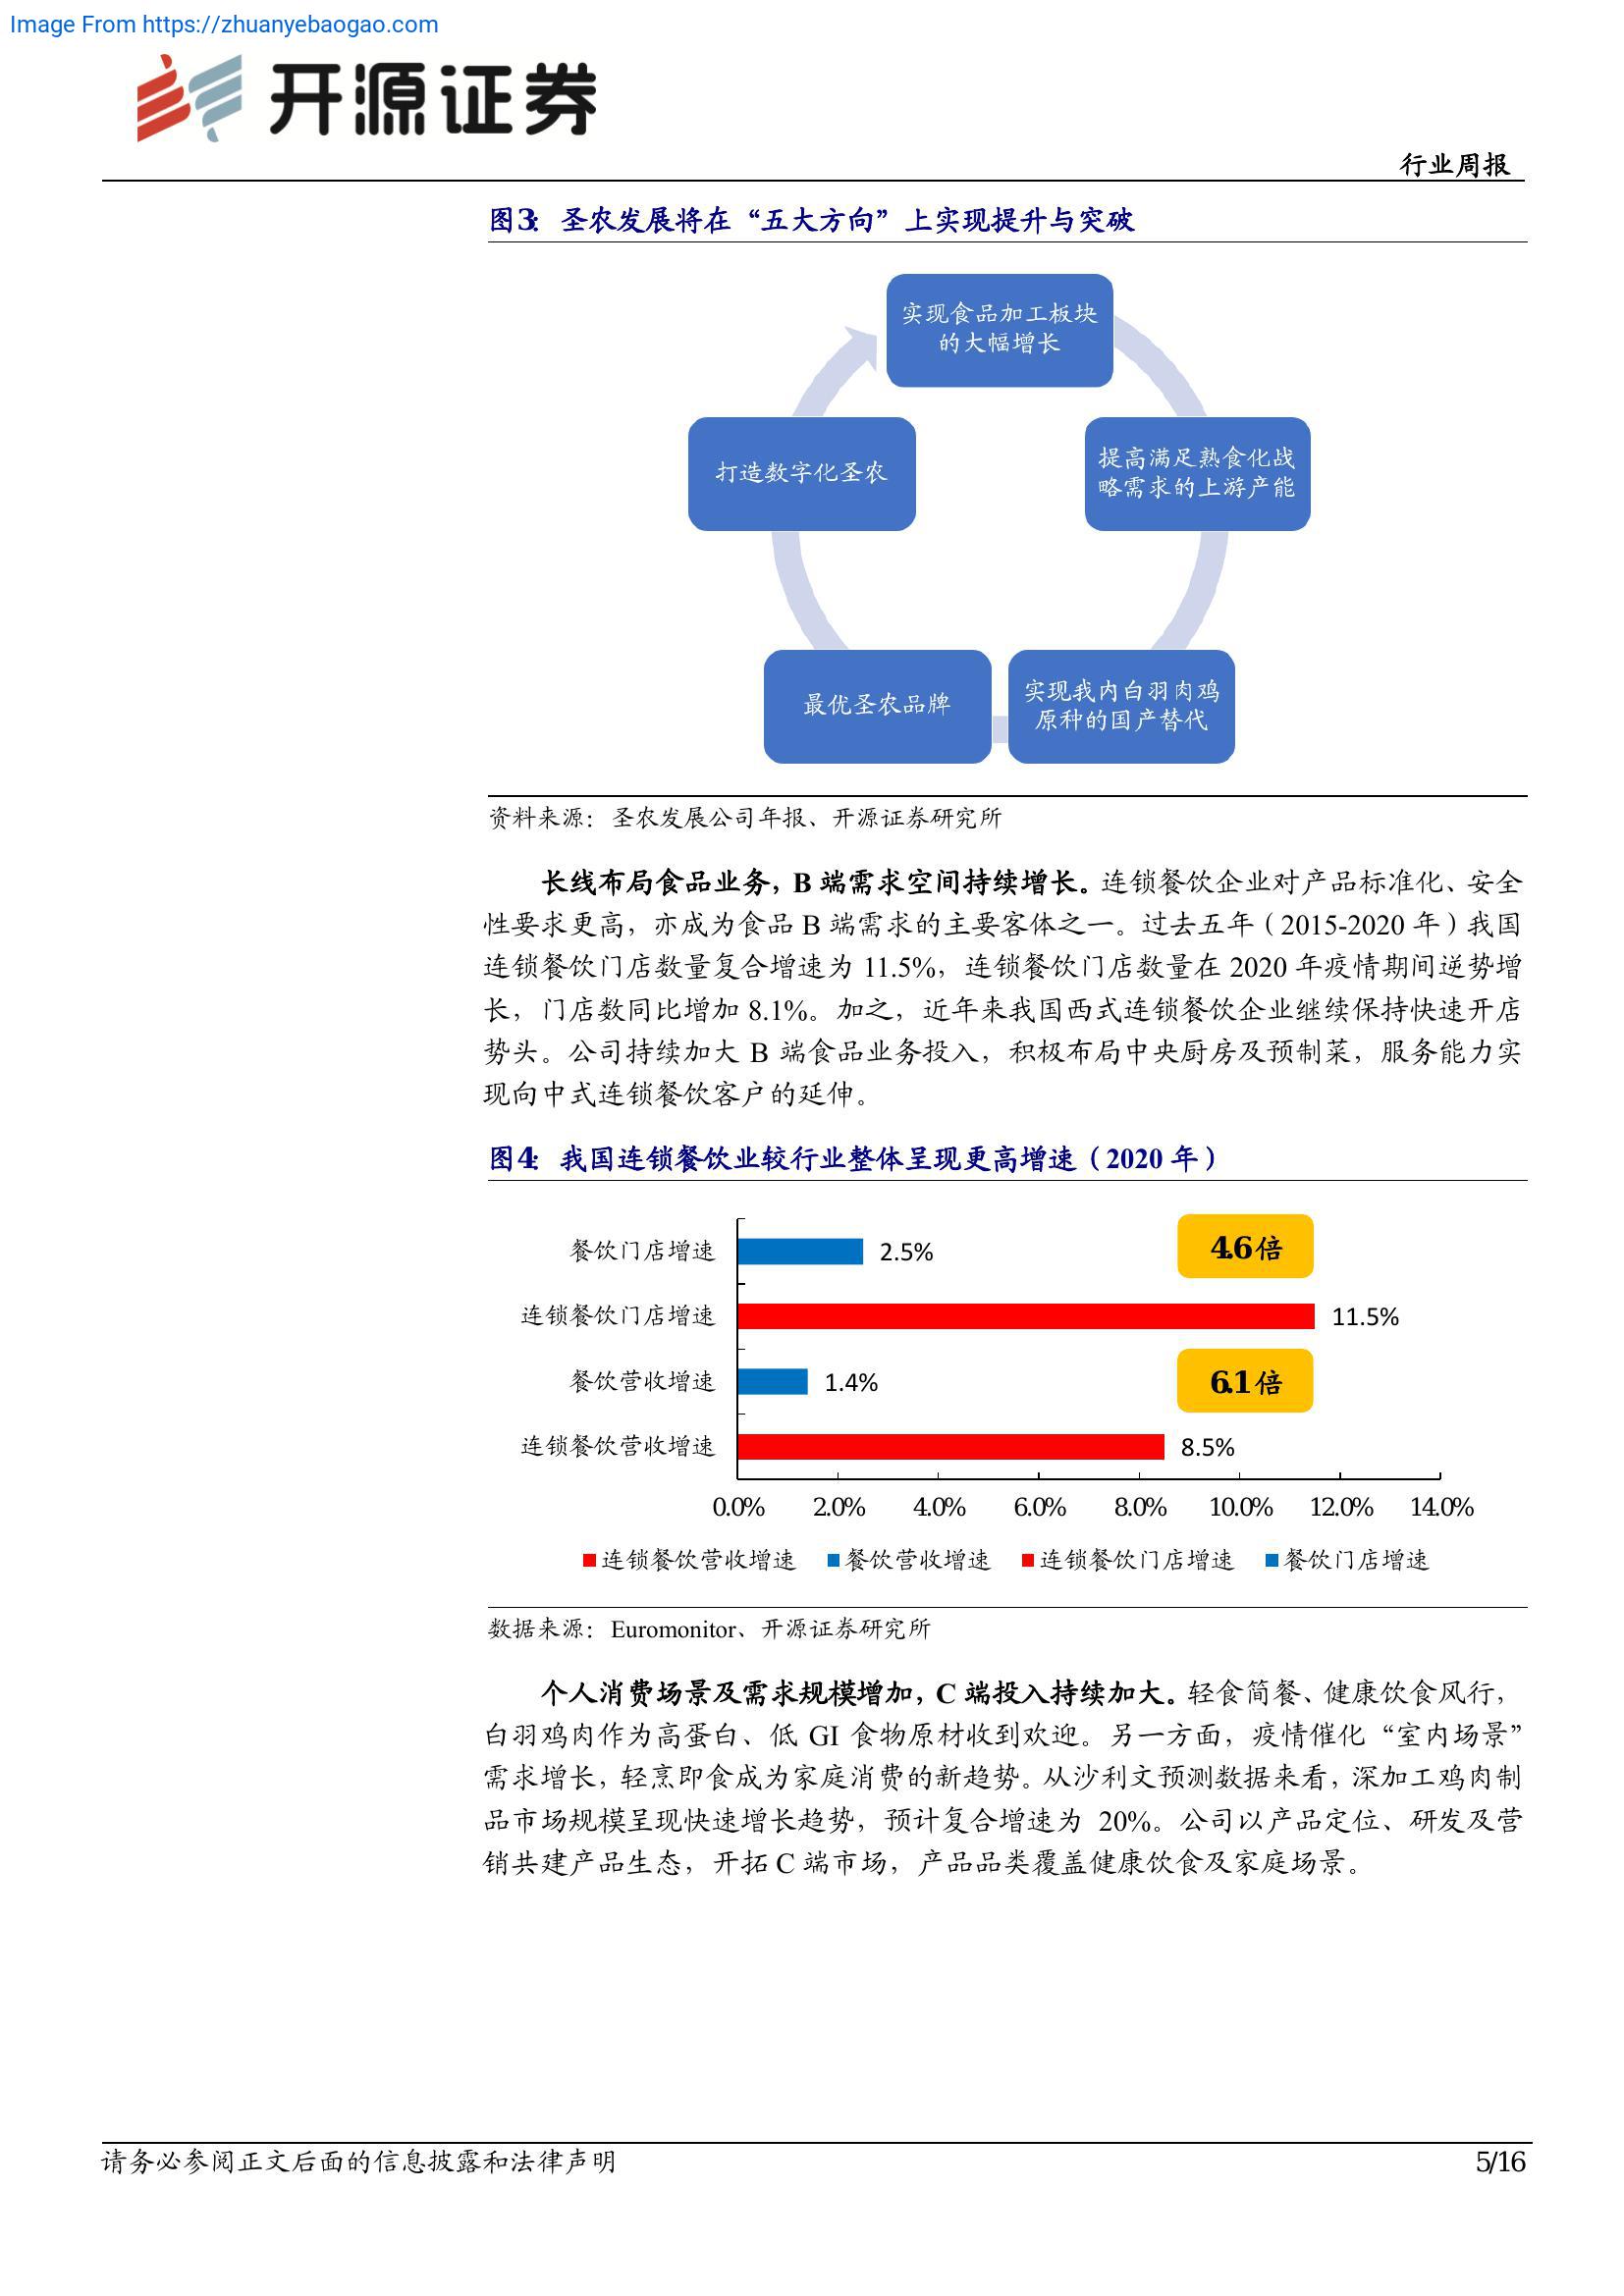 Image From https://zhuanyebaogao.com
开源证券
行业周报
图3：圣农发展将在“五大方向”上实现提升与突破
实现食品加工板块
的大幅增长
打造数字化圣农
提高满足熟食化战
略需求的上游产能
最优圣农品牌
实现我内白羽肉鸡
原种的国产替代
资料来源：圣农发展公司年报、开源证券研究所
长线布局食品业务，B 端需求空间持续增长。连锁餐饮企业对产品标准化、安全
性要求更高，亦成为食品 B 端需求的主要客体之一。过去五年（2015-2020 年）我国
连锁餐饮门店数量复合增速为 11.5%，连锁餐饮门店数量在 2020 年疫情期间逆势增
长，门店数同比增加 8.1%。加之，近年来我国西式连锁餐饮企业继续保持快速开店
势头。公司持续加大 B 端食品业务投入，积极布局中央厨房及预制菜，服务能力实
现向中式连锁餐饮客户的延伸。
图4：我国连锁餐饮业较行业整体呈现更高增速（2020 年）
餐饮门店增速 2.5% 4.6倍
连锁餐饮门店增速 11.5%
餐饮营收增速 1.4% 6.1倍
连锁餐饮营收增速 8.5%
0.0% 2.0% 4.0% 6.0% 8.0% 10.0% 12.0% 14.0%
连锁餐饮营收增速 餐饮营收增速 连锁餐饮门店增速 餐饮门店增速
数据来源：Euromonitor、开源证券研究所
个人消费场景及需求规模增加，C 端投入持续加大。轻食简餐、健康饮食风行，
白羽鸡肉作为高蛋白、低 GI 食物原材收到欢迎。另一方面，疫情催化“室内场景”
需求增长，轻烹即食成为家庭消费的新趋势。从沙利文预测数据来看，深加工鸡肉制
品市场规模呈现快速增长趋势，预计复合增速为 20%。公司以产品定位、研发及营
销共建产品生态，开拓 C 端市场，产品品类覆盖健康饮食及家庭场景。
请务必参阅正文后面的信息披露和法律声明
5/16